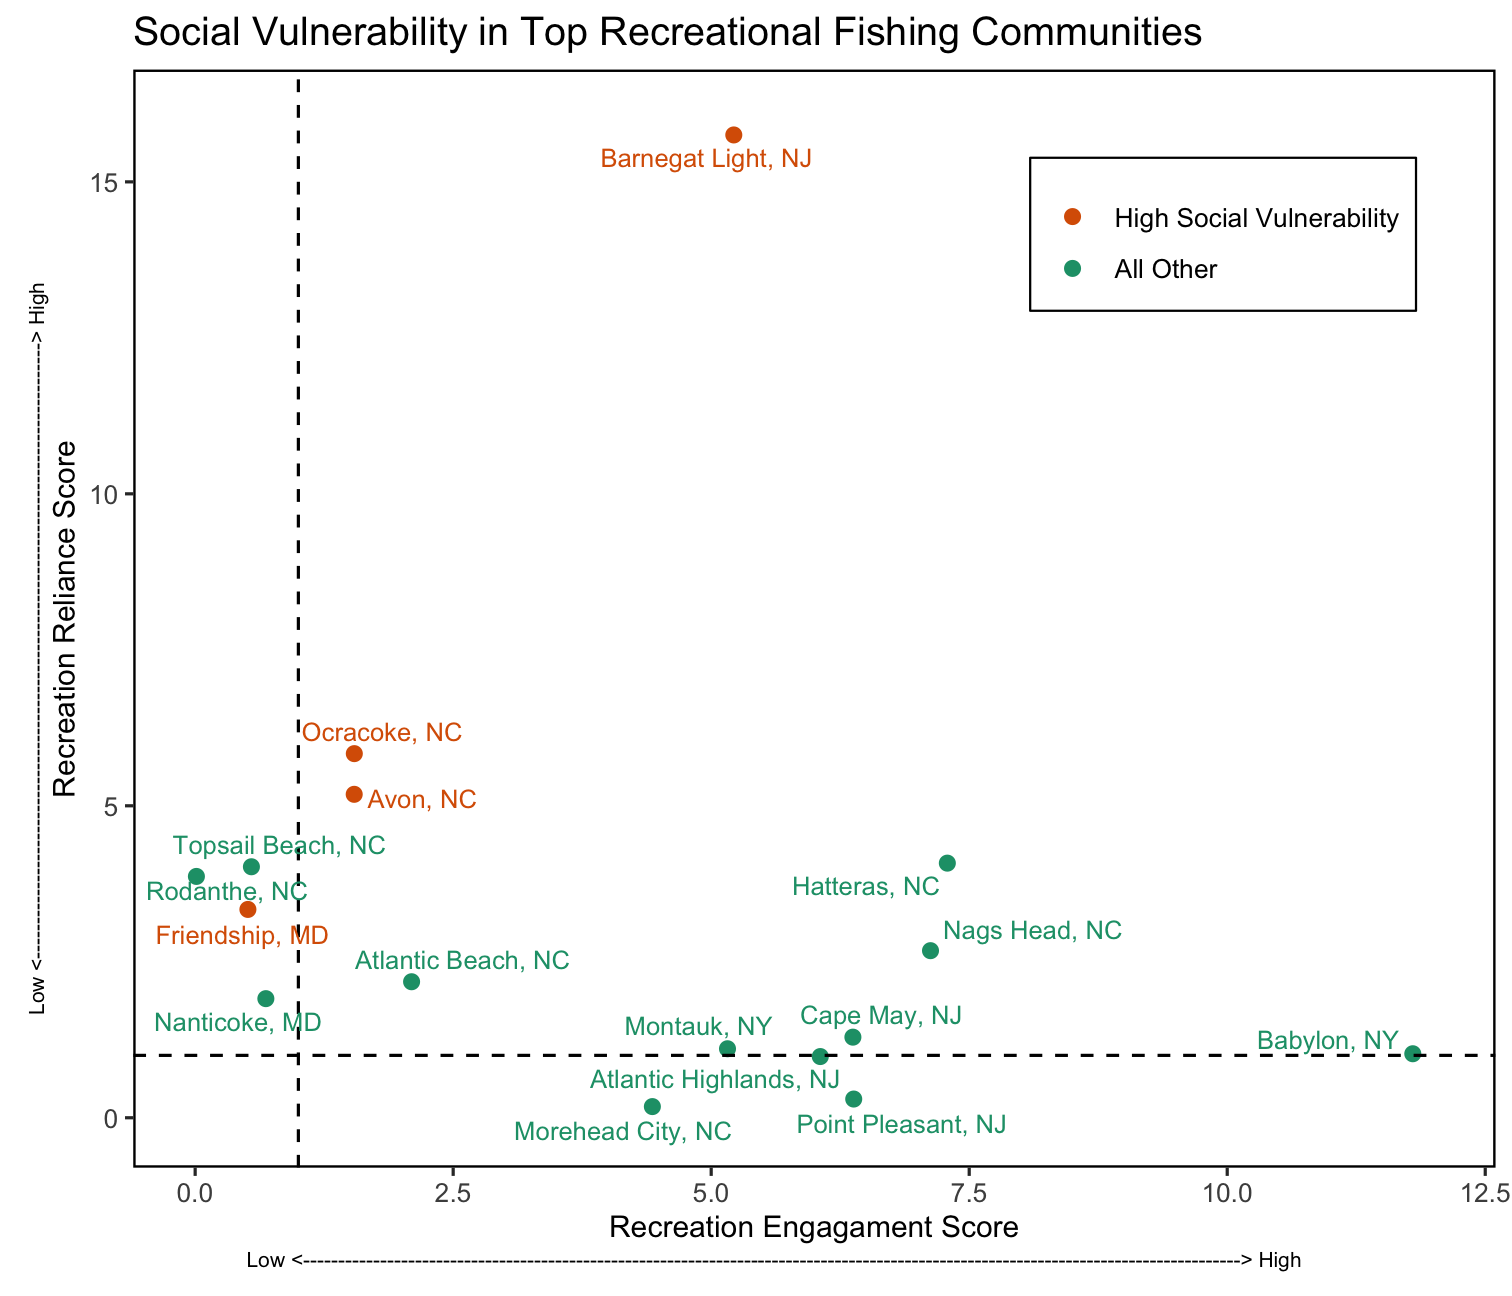 Social Vulnerability in Top Recreational Fishing Communities
Barnegat Light, NJ
15
High Social Vulnerability
All Other
Low <--------------------------------------------------------------------------------------------> High
Recreation Reliance Score
10
Ocracoke, NC
5
Avon, NC
Topsail Beach, NC
Rodanthe, NC
Hatteras, NC
Friendship, MD
Nags Head, NC
Atlantic Beach, NC
Nanticoke, MD
Cape May, NJ
Montauk, NY
Babylon, NY
Atlantic Highlands, NJ
0
Point Pleasant, NJ
Morehead City, NC
0.0 2.5 5.0 7.5 10.0 12.5
Recreation Engagament Score
Low <--------------------------------------------------------------------------------------------------------------------------------------------> High